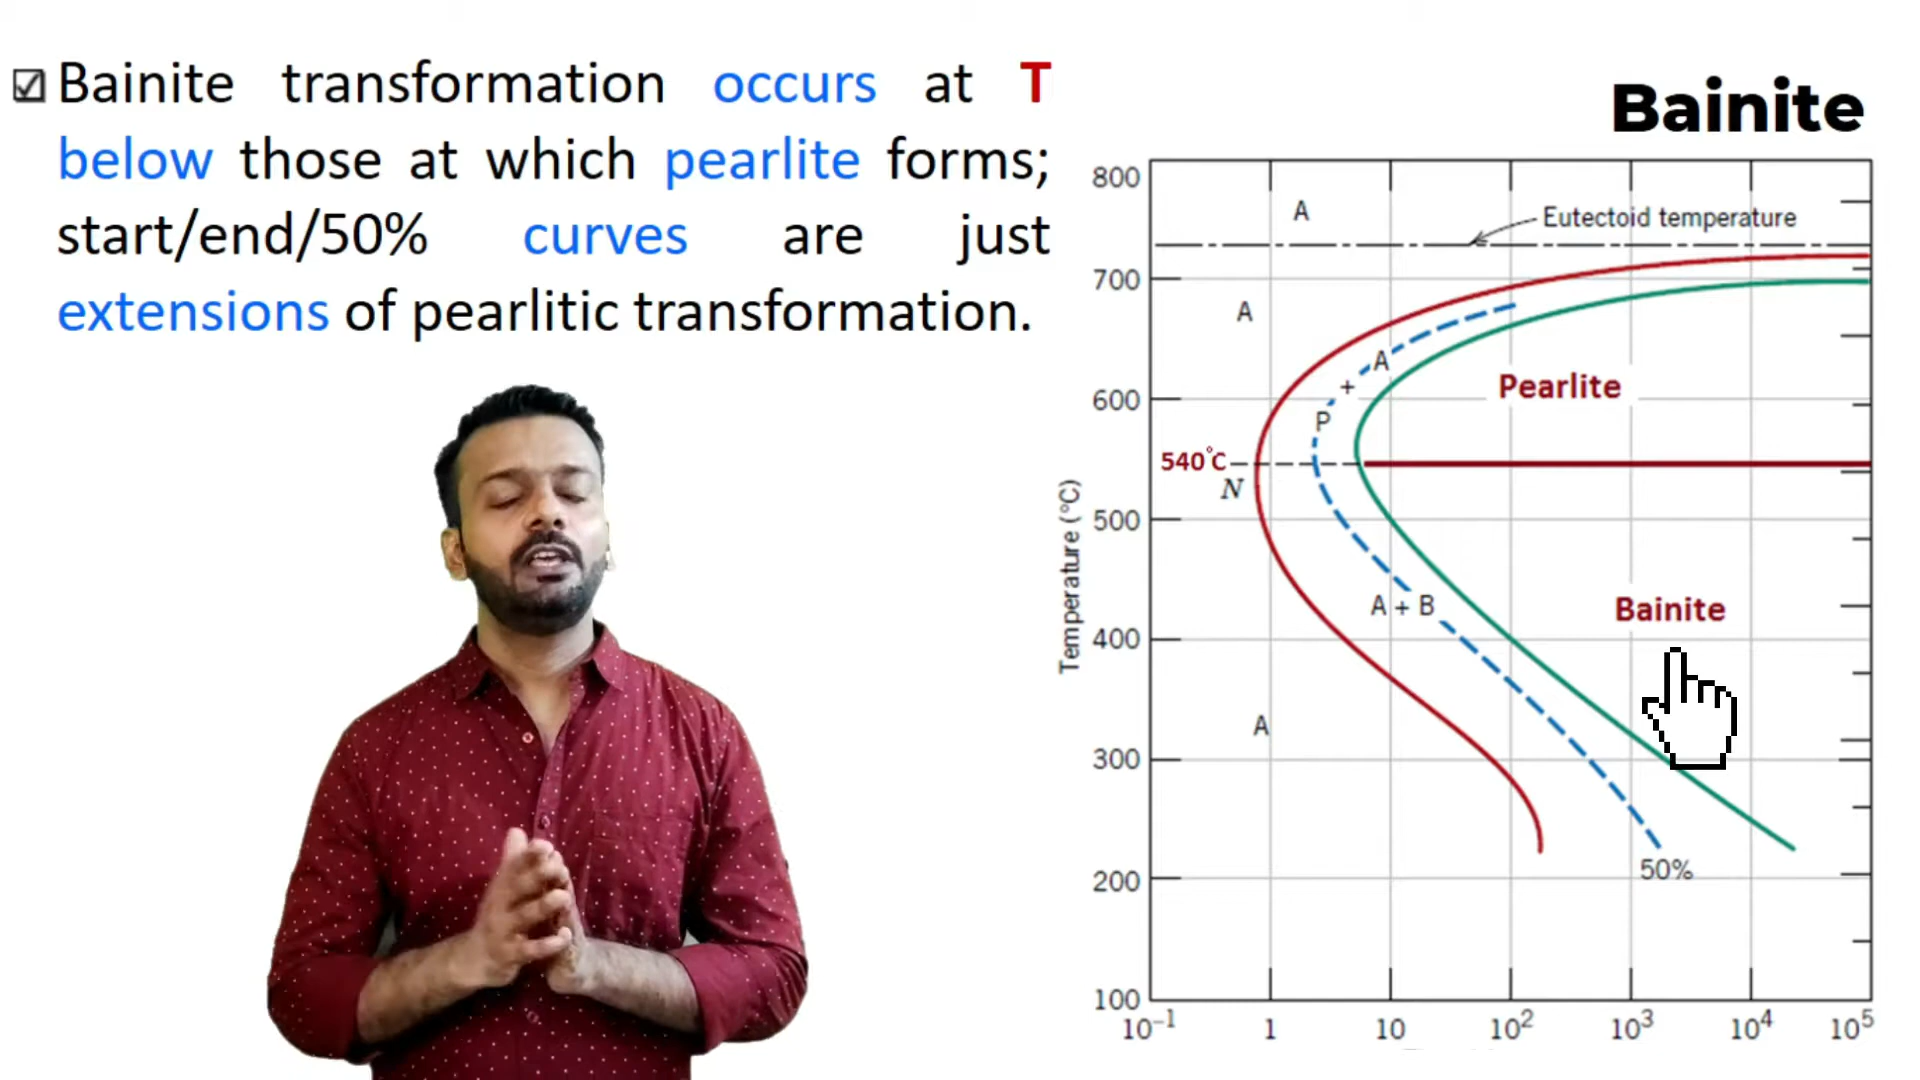 ☑ Bainite transformation occurs at T
below those at which pearlite forms;
start/end/50% curves are just
extensions of pearlitic transformation.
Bainite
800
A
Eutectoid temperature
700
A
A
+
P
Pearlite
600
540°C
N
500
A + B
Bainite
Temperature (°C)
400
A
300
50%
200
100
10⁻¹ 1 10 10² 10³ 10⁴ 10⁵